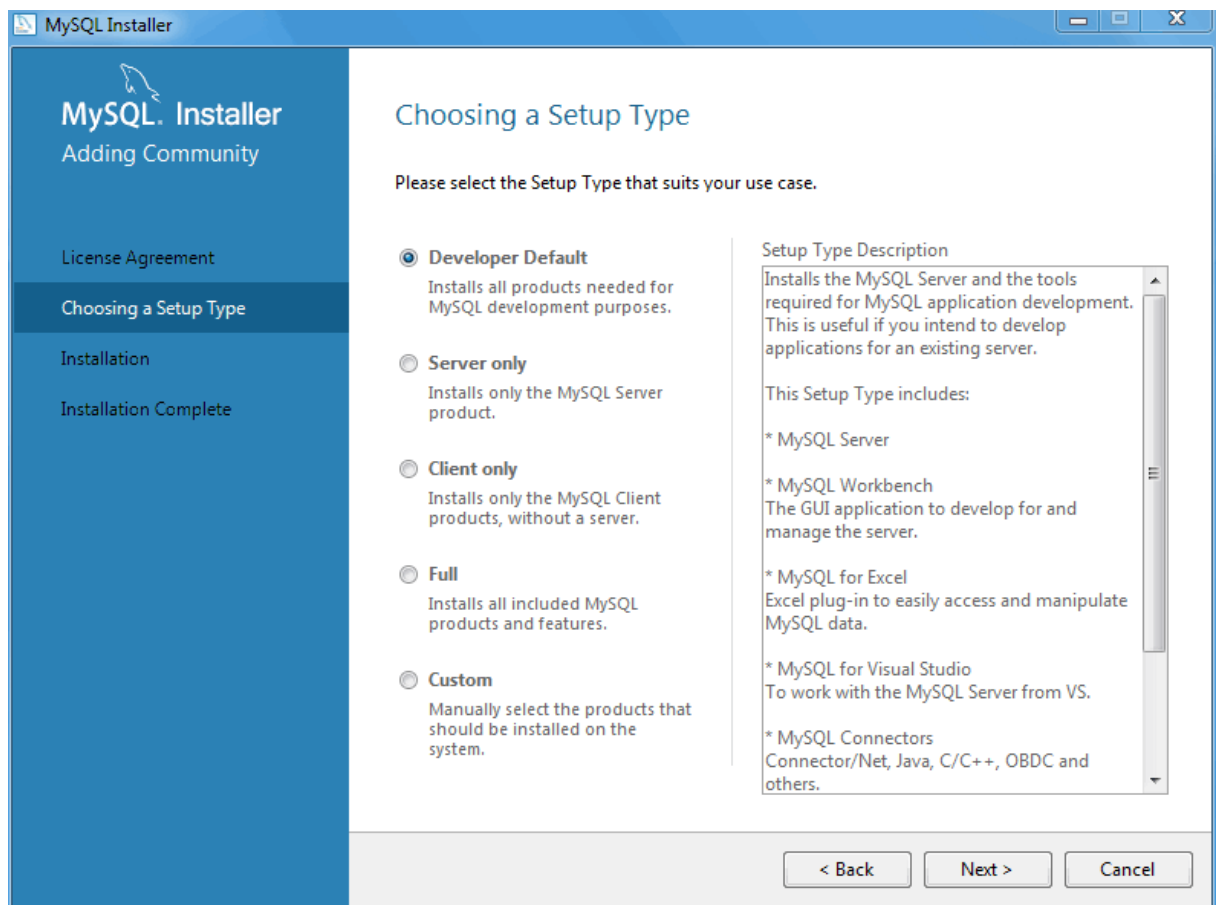 MySQL Installer
MySQL. Installer
Adding Community
License Agreement
Choosing a Setup Type
Installation
Installation Complete
Choosing a Setup Type
Please select the Setup Type that suits your use case.
Developer Default
Installs all products needed for
MySQL development purposes.
Server only
Installs only the MySQL Server
product.
Client only
Installs only the MySQL Client
products, without a server.
Full
Installs all included MySQL
products and features.
Custom
Manually select the products that
should be installed on the
system.
Setup Type Description
Installs the MySQL Server and the tools
required for MySQL application development.
This is useful if you intend to develop
applications for an existing server.
This Setup Type includes:
* MySQL Server
* MySQL Workbench
The GUI application to develop for and
manage the server.
* MySQL for Excel
Excel plug-in to easily access and manipulate
MySQL data.
* MySQL for Visual Studio
To work with the MySQL Server from VS.
* MySQL Connectors
Connector/Net, Java, C/C++, OBDC and
others.
< Back
Next >
Cancel